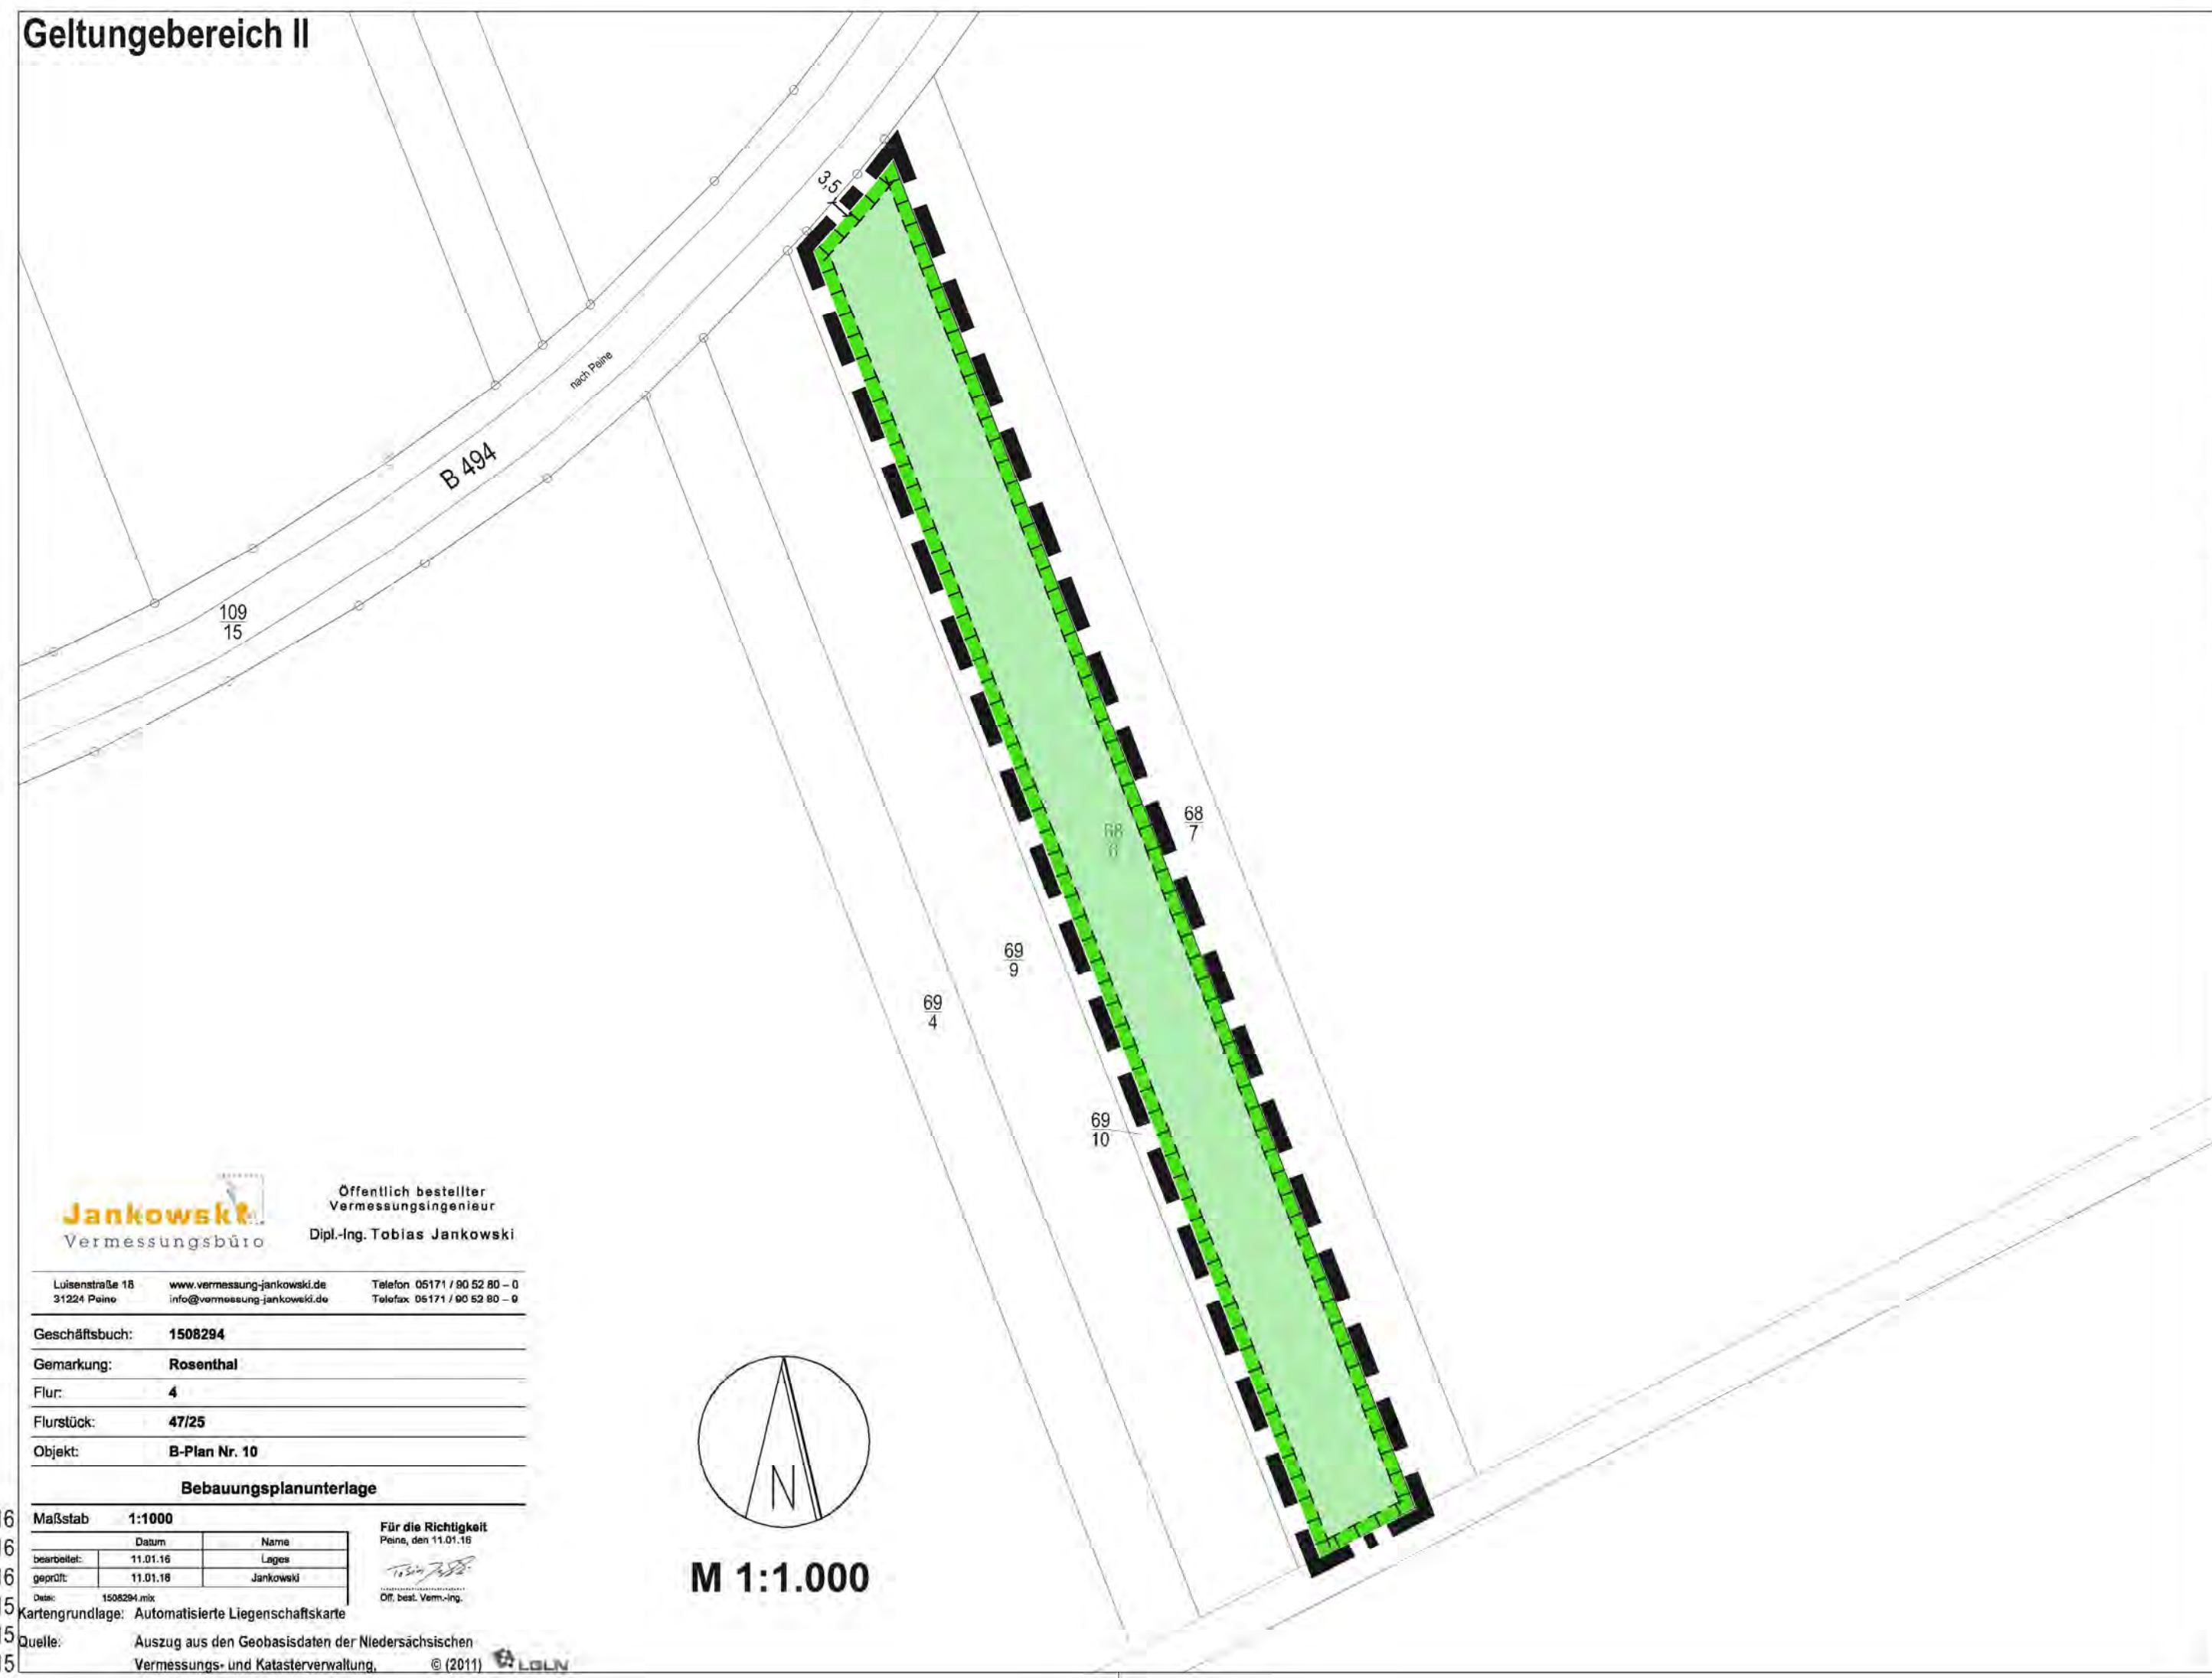 Geltungebereich II
3,5
nach Peine
B 494
109
15
68
7
68
6
69
9
69
4
69
10
Jankowski
Vermessungsbüro
Öffentlich bestellter
Vermessungsingenieur
Dipl.-Ing. Tobias Jankowski
Luisenstraße 18 www.vermessung-jankowski.de Telefon 05171 / 90 52 80 – 0
31224 Peine info@vermessung-jankowski.de Telefax 05171 / 90 52 80 – 9
Geschäftsbuch: 1508294
Gemarkung: Rosenthal
Flur: 4
Flurstück: 47/25
Objekt: B-Plan Nr. 10
Bebauungsplanunterlage
Maßstab 1:1000
Datum Name
bearbeitet: 11.01.16 Lages
geprüft: 11.01.16 Jankowski
Datei: 1508294.mix
Für die Richtigkeit
Peine, den 11.01.16
Öff. best. Verm.-Ing.
Kartengrundlage: Automatisierte Liegenschaftskarte
Quelle: Auszug aus den Geobasisdaten der Niedersächsischen
Vermessungs- und Katasterverwaltung, © (2011) LGLN
N
M 1:1.000